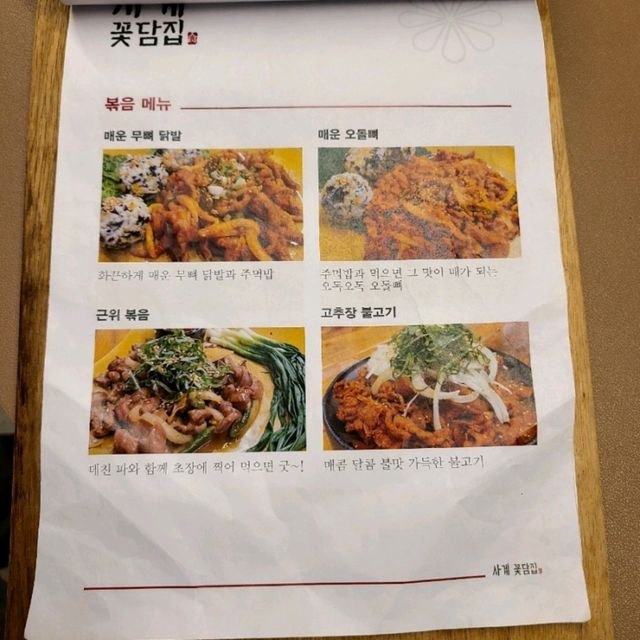 사계
꽃담집
볶음 메뉴
매운 무뼈 닭발
매운 오돌뼈
화끈하게 매운 무뼈 닭발과 주먹밥
주먹밥과 먹으면 그 맛이 배가 되는
오독오독 오돌뼈
근위 볶음
고추장 불고기
데친 파와 함께 초장에 찍어 먹으면 굿~!
매콤 달콤 불맛 가득한 불고기
사계 꽃담집